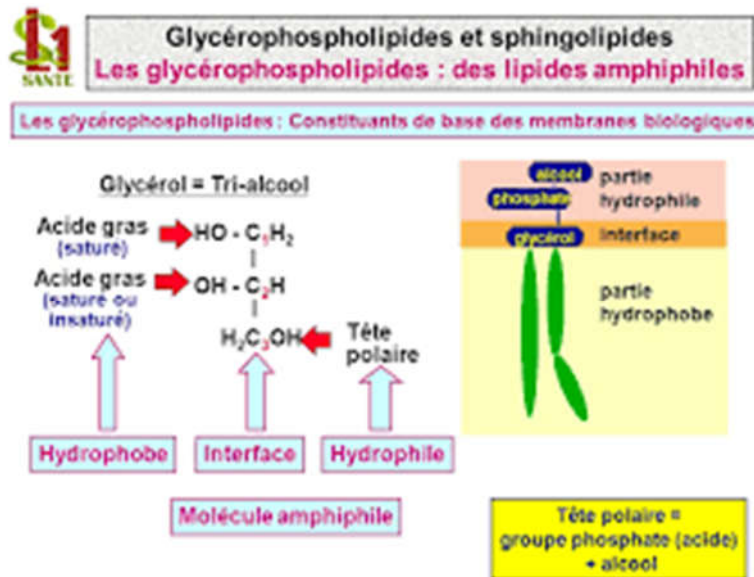 L1
SANTE
Glycérophospolipides et sphingolipides
Les glycérophospholipides : des lipides amphiphiles
Les glycérophospholipides : Constituants de base des membranes biologiques
Glycérol = Tri-alcool
Acide gras
(saturé)
HO - C1H2
Acide gras
(saturé ou
insaturé)
OH - C2H
H2C3OH
Tête
polaire
Hydrophobe
Interface
Hydrophile
Molécule amphiphile
alcool
phosphate
glycérol
partie
hydrophile
Interface
partie
hydrophobe
Tête polaire =
groupe phosphate (acide)
+ alcool